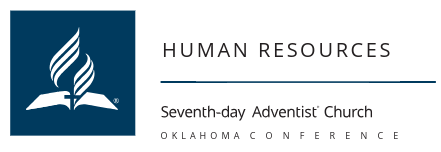 ®
HUMAN RESOURCES
Seventh-day Adventist® Church
OKLAHOMA CONFERENCE